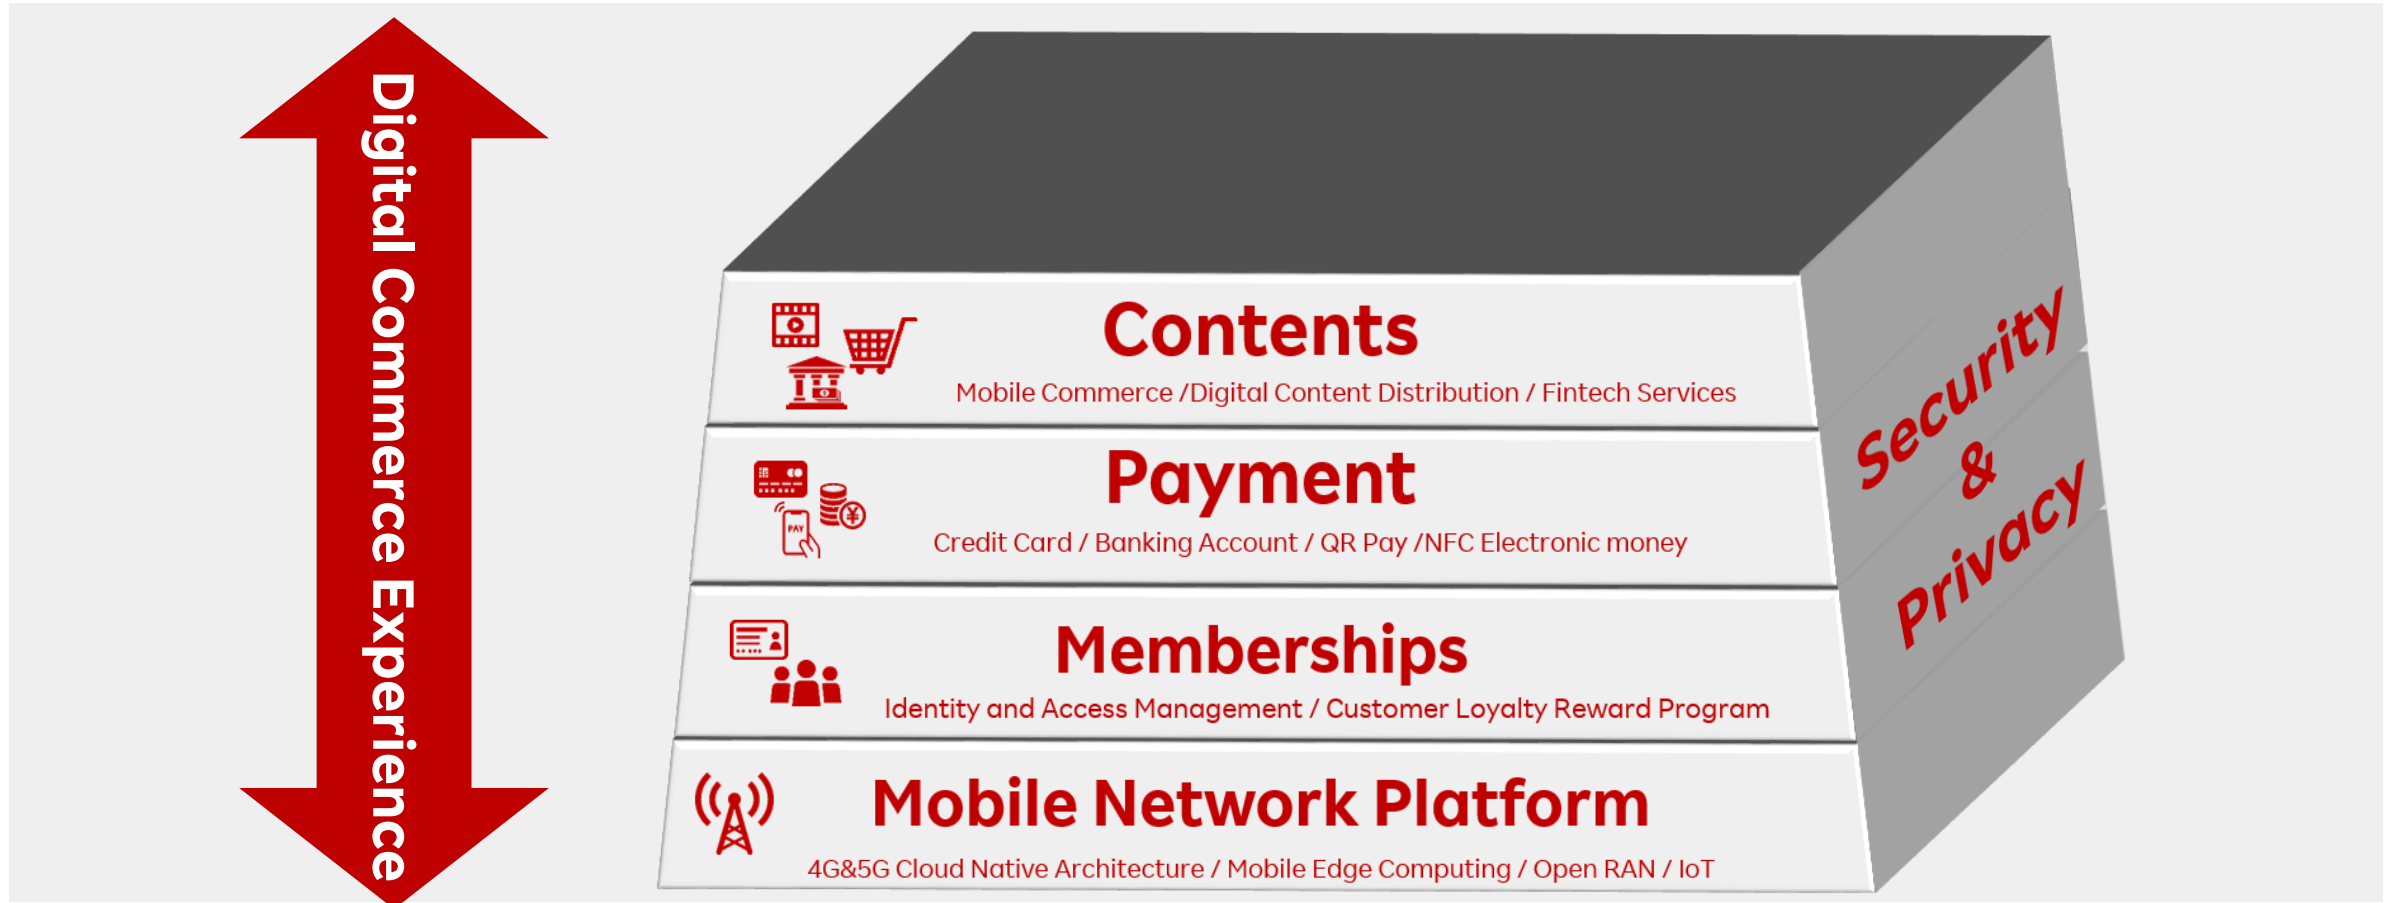 Digital Commerce Experience
Contents
Mobile Commerce /Digital Content Distribution / Fintech Services
Payment
PAY
¥
Credit Card / Banking Account / QR Pay /NFC Electronic money
Memberships
Identity and Access Management / Customer Loyalty Reward Program
Mobile Network Platform
4G&5G Cloud Native Architecture / Mobile Edge Computing / Open RAN / IoT
Security
&
Privacy